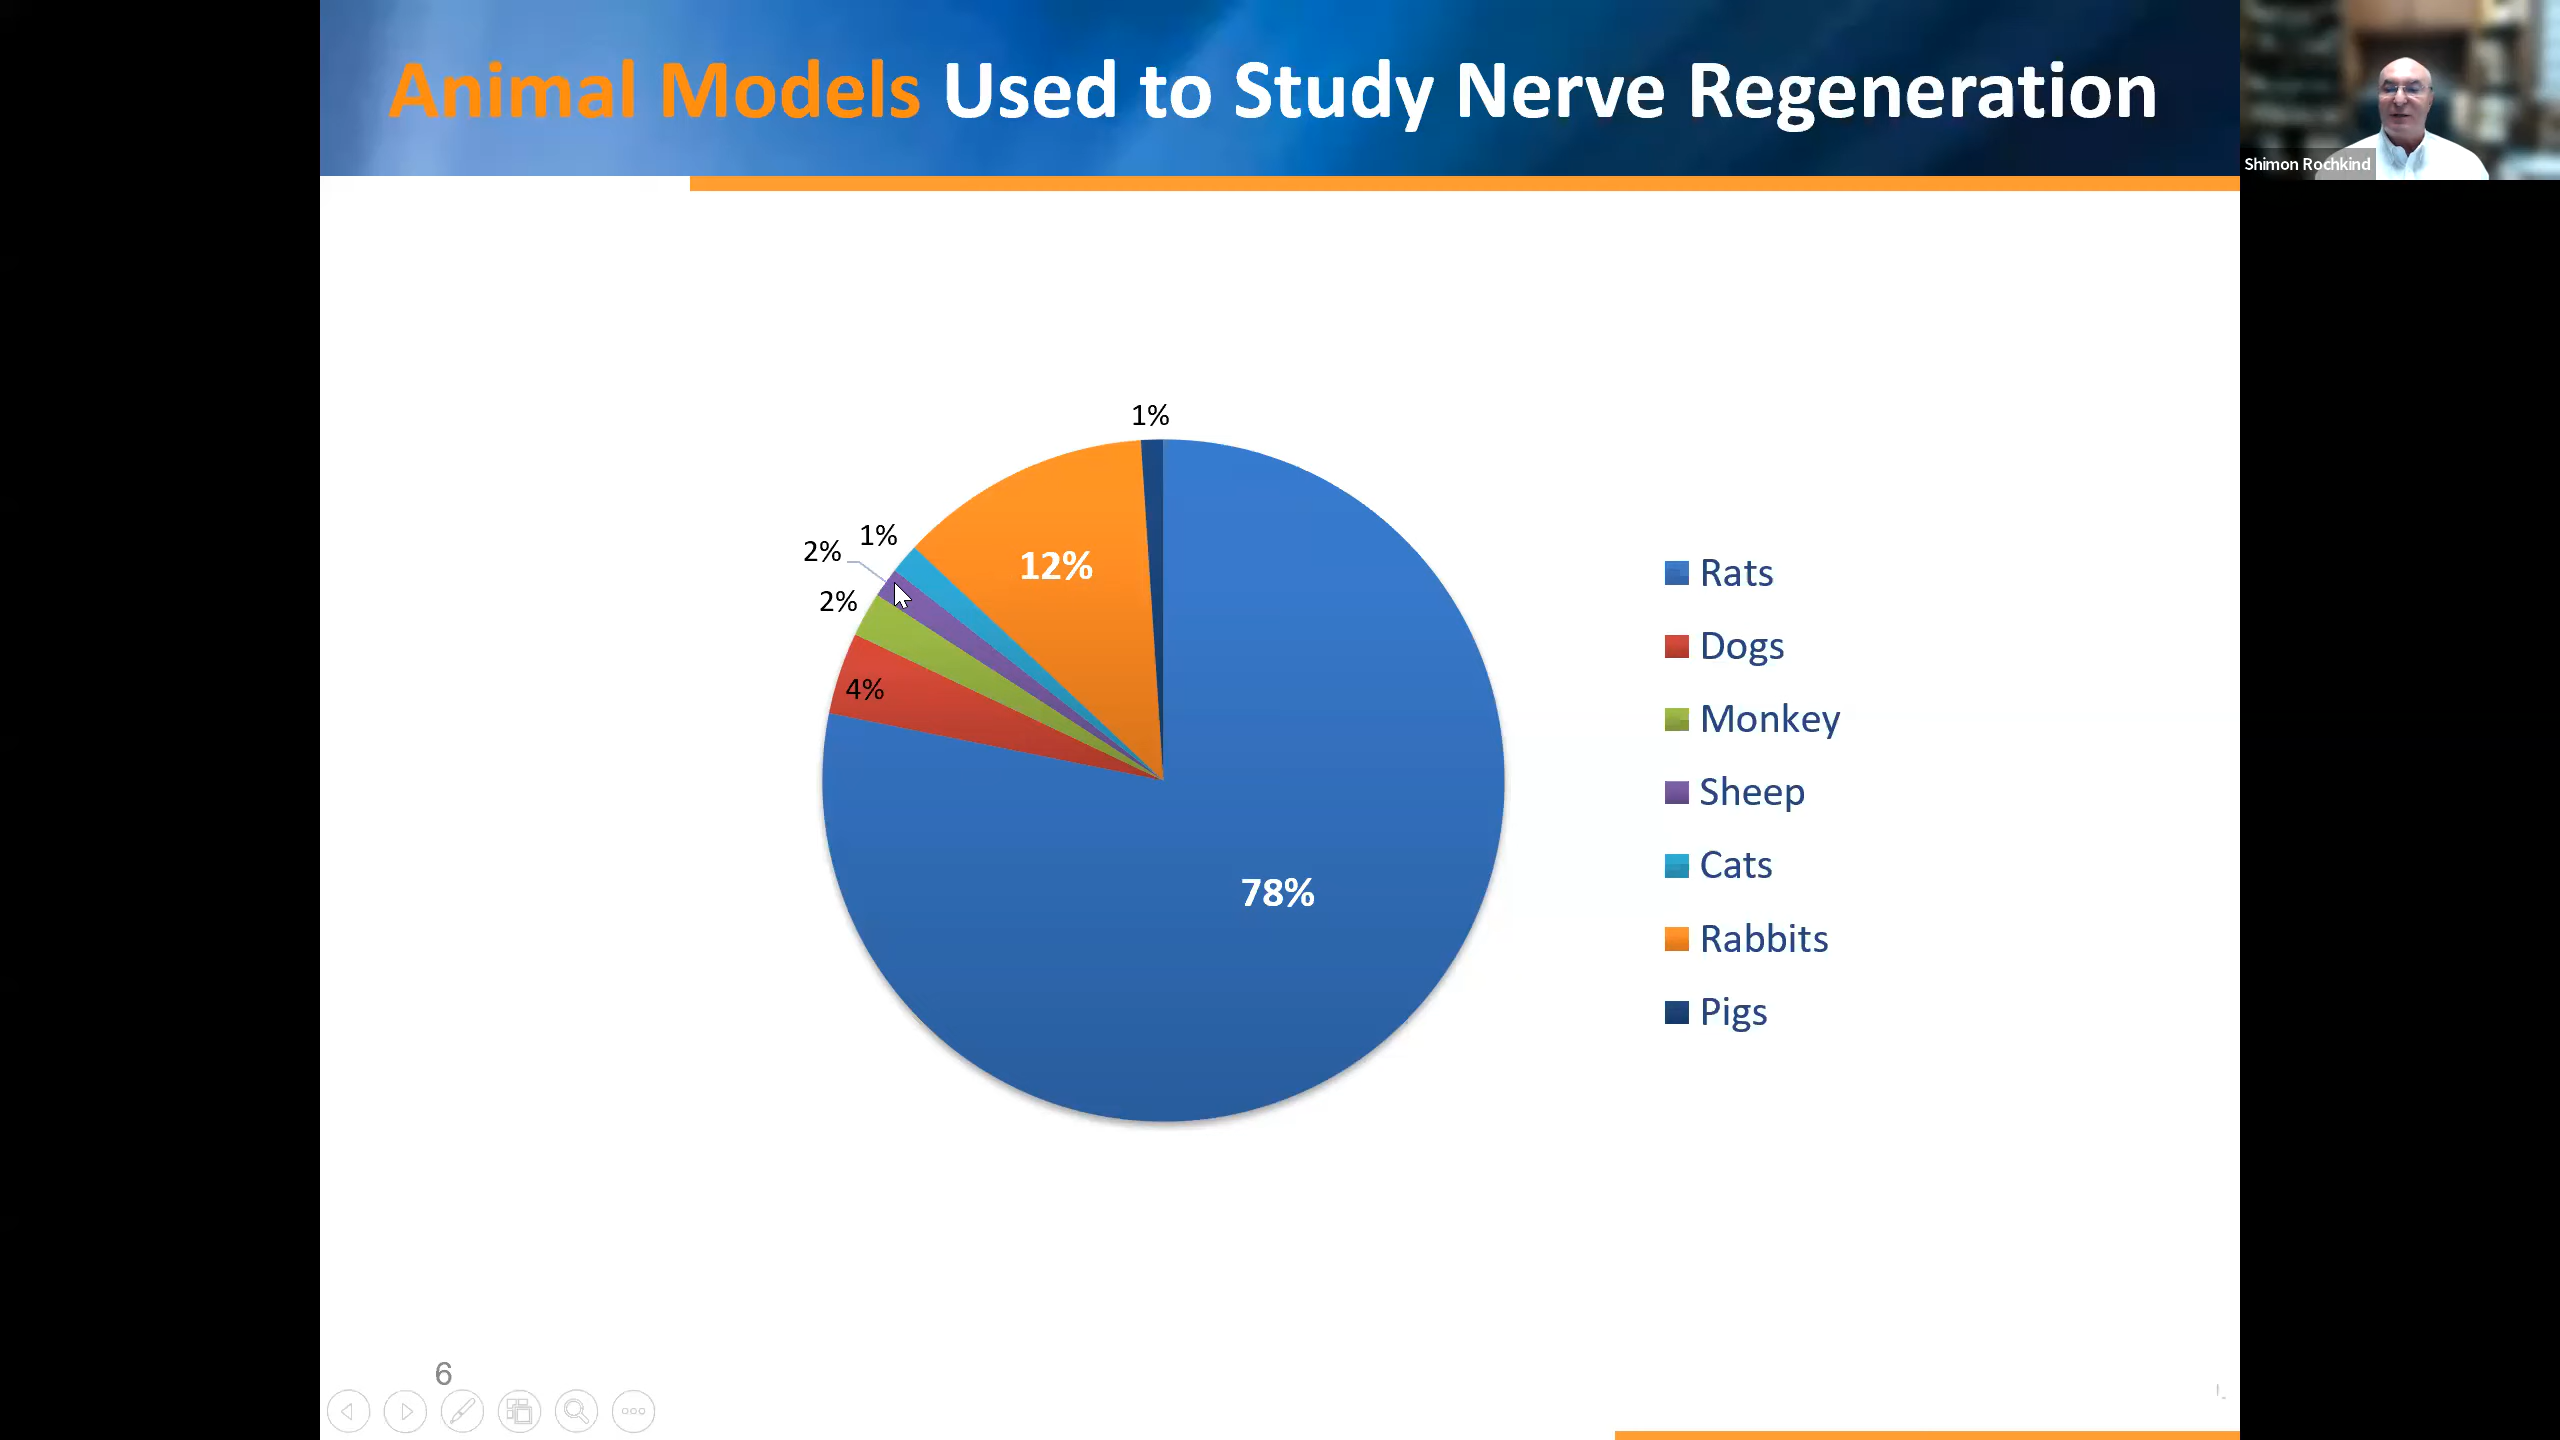 Animal Models Used to Study Nerve Regeneration
Shimon Rochkind
1%
2%
1%
12%
2%
4%
78%
Rats
Dogs
Monkey
Sheep
Cats
Rabbits
Pigs
6